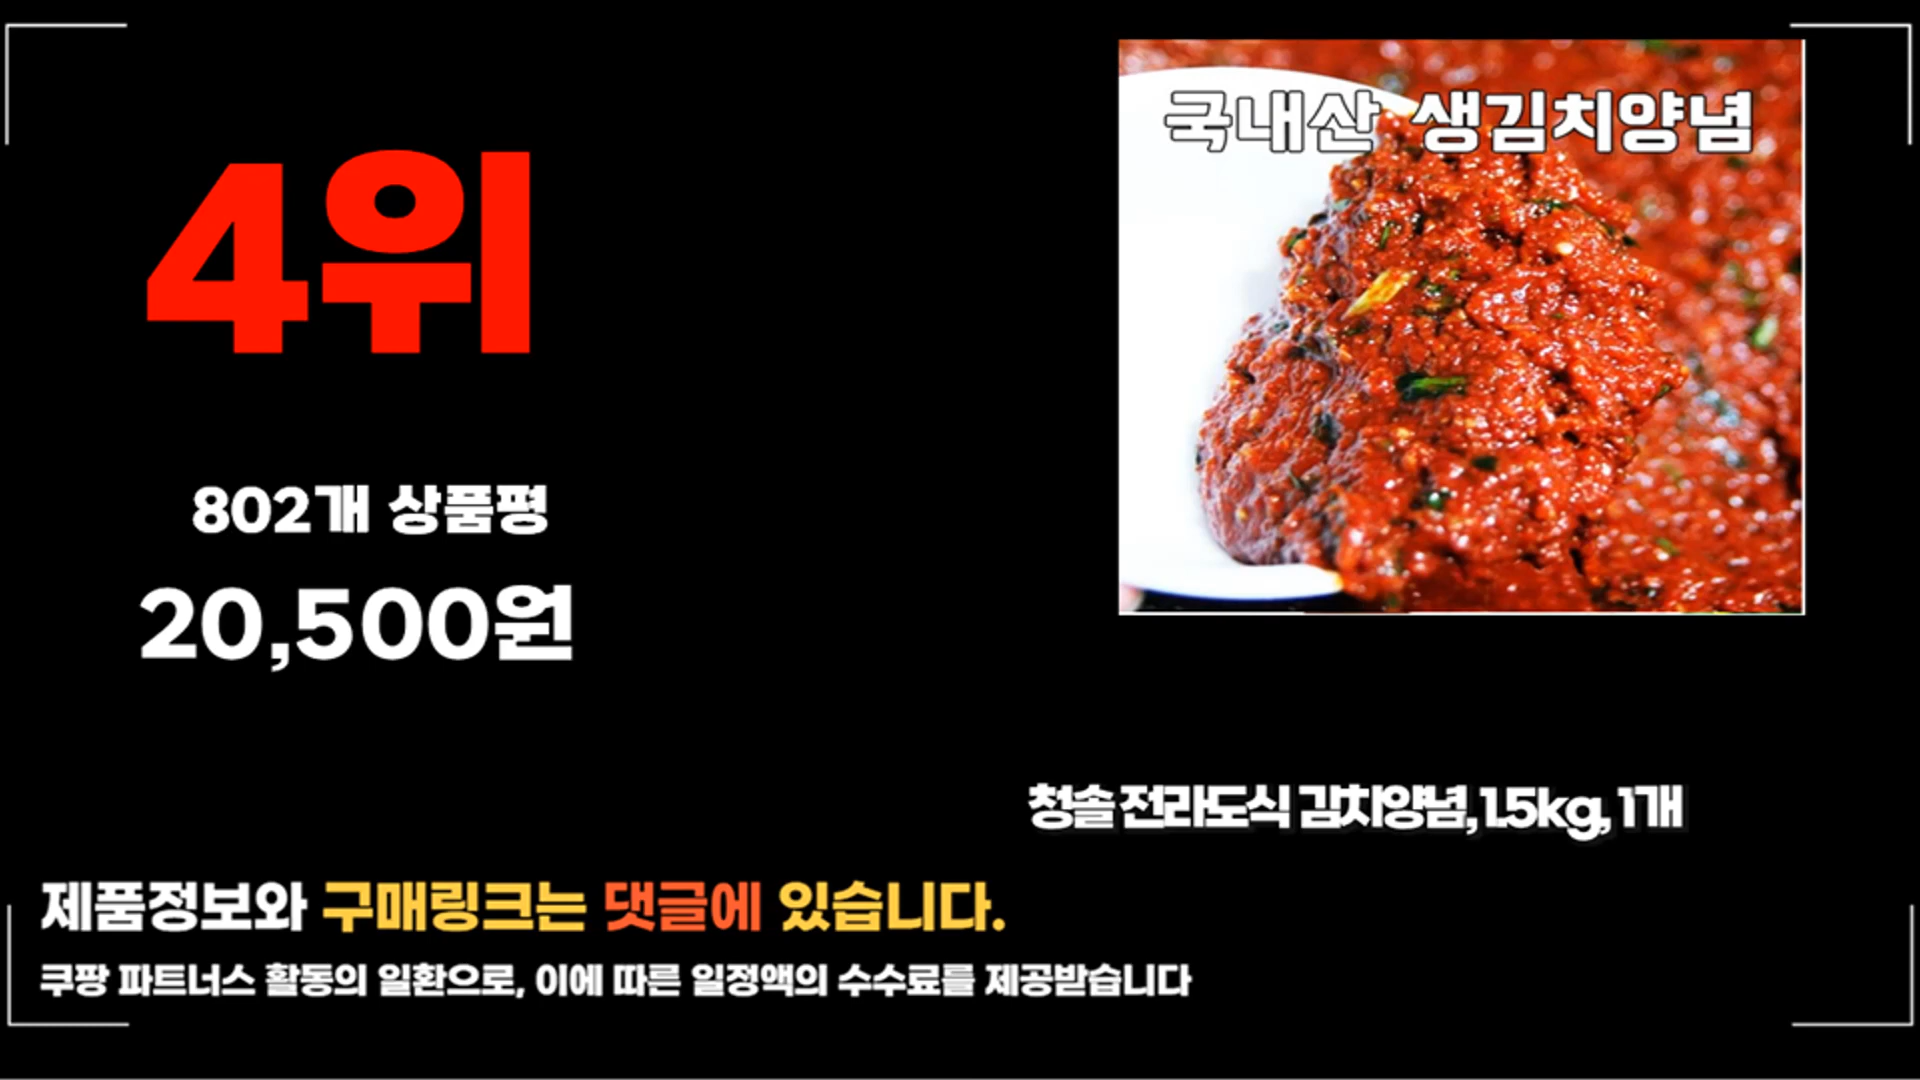 국내산 생김치양념
4위
802개 상품평
20,500원
청솔 전라도식 김치양념, 1.5kg, 1개
제품정보와 구매링크는 댓글에 있습니다.
쿠팡 파트너스 활동의 일환으로, 이에 따른 일정액의 수수료를 제공받습니다